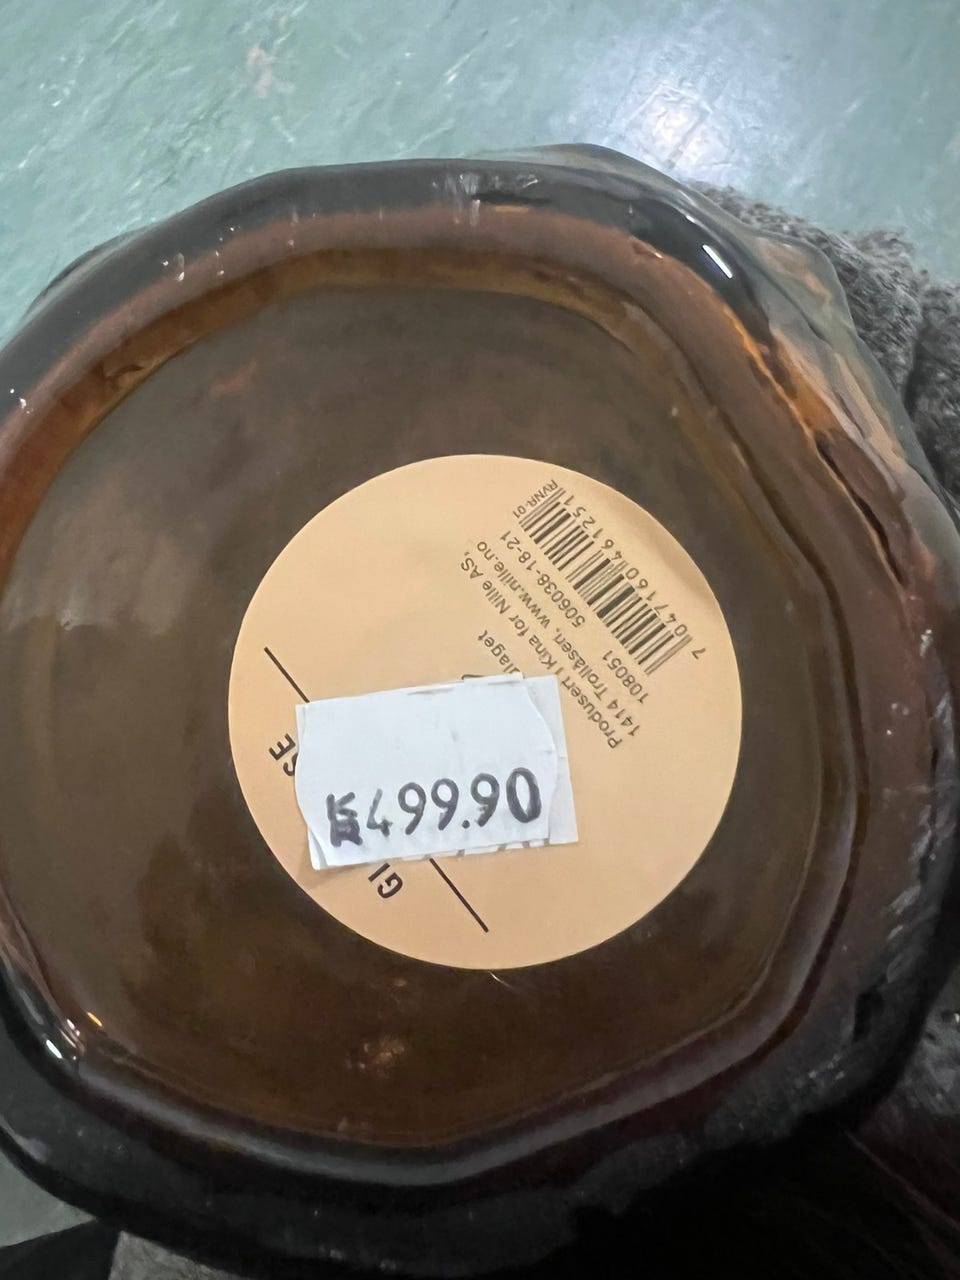 499.90
Produsert i Kina for Nille AS,
1414 Trollåsen, www.nille.no
108051 506036-18-21
7 047160 461251
RVNR-01